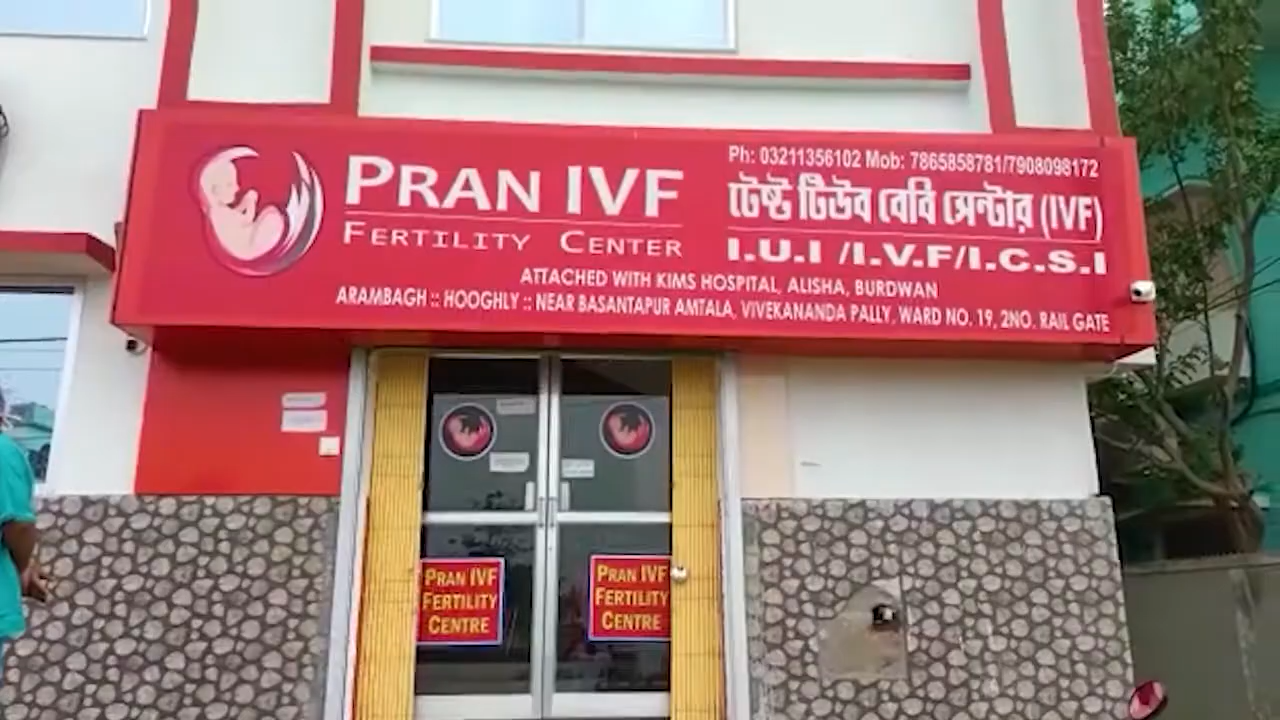 PRAN IVF
FERTILITY CENTER
Ph: 03211356102 Mob: 7865858781/7908098172
টেষ্ট টিউব বেবি সেন্টার (IVF)
I.U.I /I.V.F/I.C.S.I
ATTACHED WITH KIMS HOSPITAL, ALISHA, BURDWAN
ARAMBAGH :: HOOGHLY :: NEAR BASANTAPUR AMTALA, VIVEKANANDA PALLY, WARD NO. 19, 2NO. RAIL GATE
PRAN IVF
FERTILITY
CENTRE
PRAN IVF
FERTILITY
CENTRE